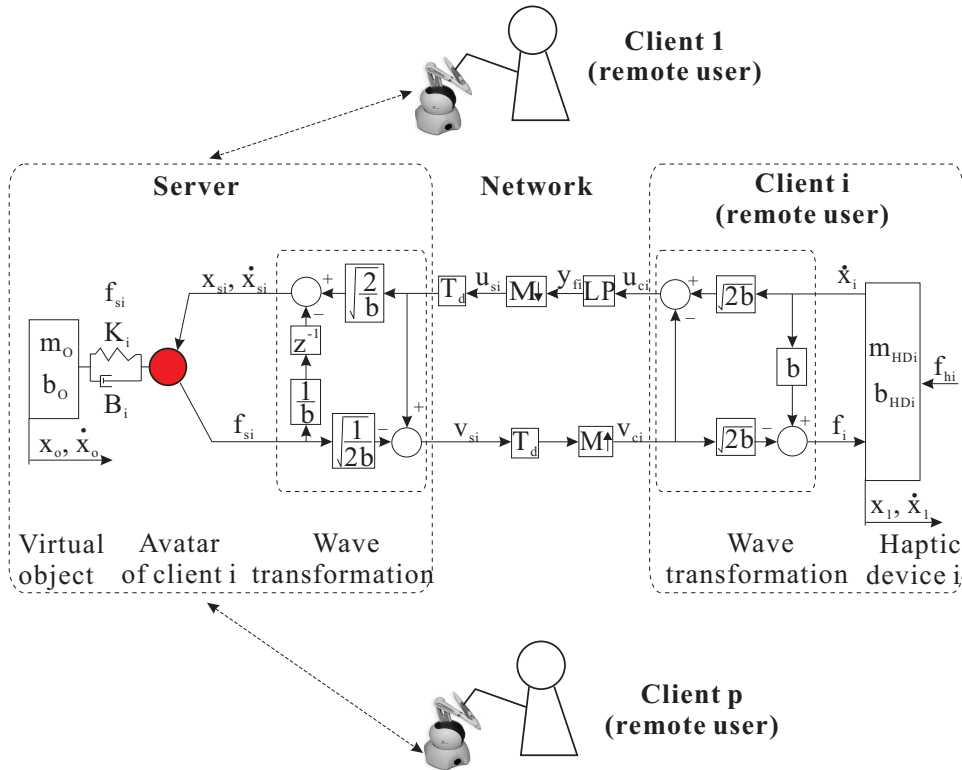 Client 1
(remote user)
Server
Network
Client i
(remote user)
x_si, ẋ_si
+
−
√(2/b)
T_d
u_si
M↓
y_fi
LP
u_ci
+
−
√2b
ẋ_i
f_si
K_i
m_O
b_O
B_i
z⁻¹
1/b
b
m_HDi
b_HDi
f_hi
f_si
√(1/2b)
−
+
v_si
T_d
M↑
v_ci
√2b
−
+
f_i
x_o, ẋ_o
x_1, ẋ_1
Virtual
object
Avatar
of client i
Wave
transformation
Wave
transformation
Haptic
device i
Client p
(remote user)